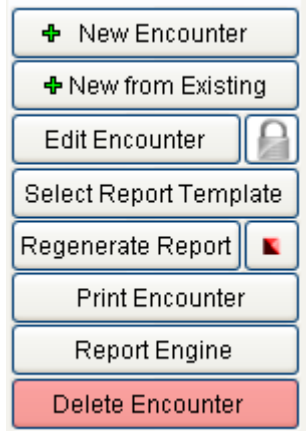 New Encounter
New from Existing
Edit Encounter
Select Report Template
Regenerate Report
Print Encounter
Report Engine
Delete Encounter